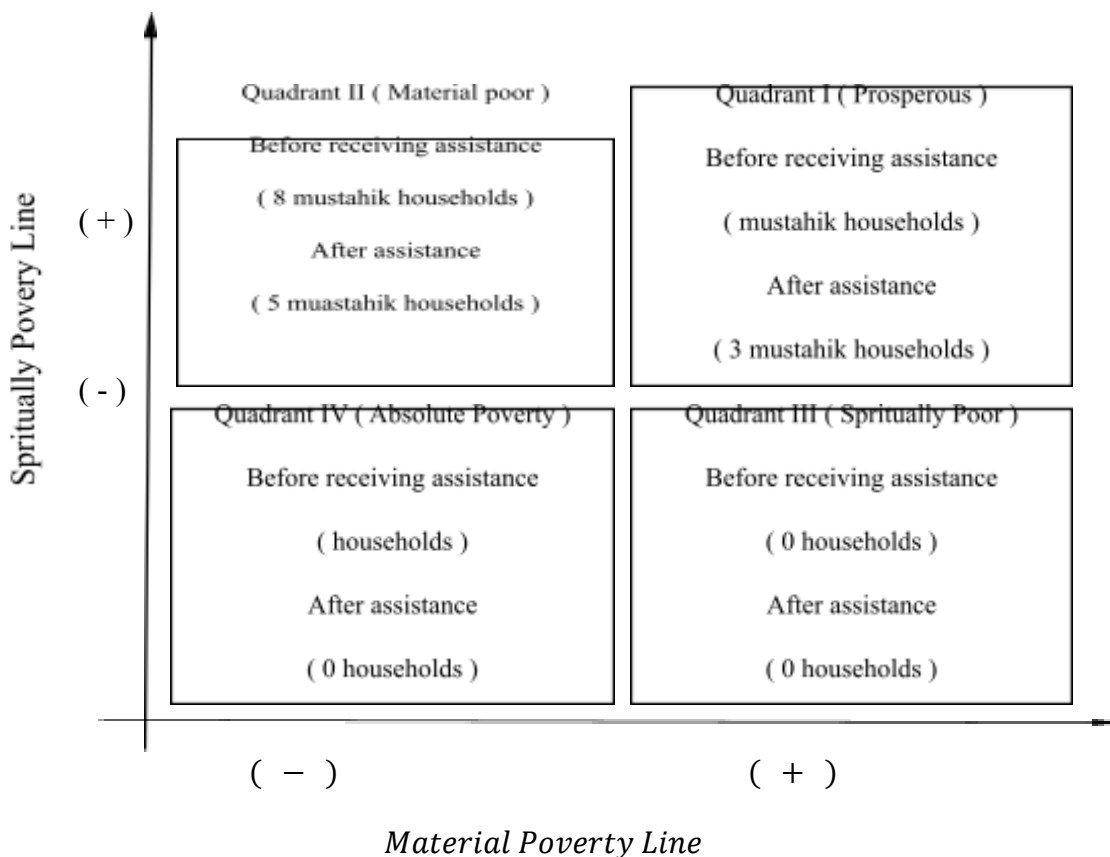 Spritually Povery Line
( + )
( - )
Quadrant II ( Material poor )
Before receiving assistance
( 8 mustahik households )
After assistance
( 5 muastahik households )
Quadrant I ( Prosperous )
Before receiving assistance
( mustahik households )
After assistance
( 3 mustahik households )
Quadrant IV ( Absolute Poverty )
Before receiving assistance
( households )
After assistance
( 0 households )
Quadrant III ( Spritually Poor )
Before receiving assistance
( 0 households )
After assistance
( 0 households )
( − )
( + )
Material Poverty Line